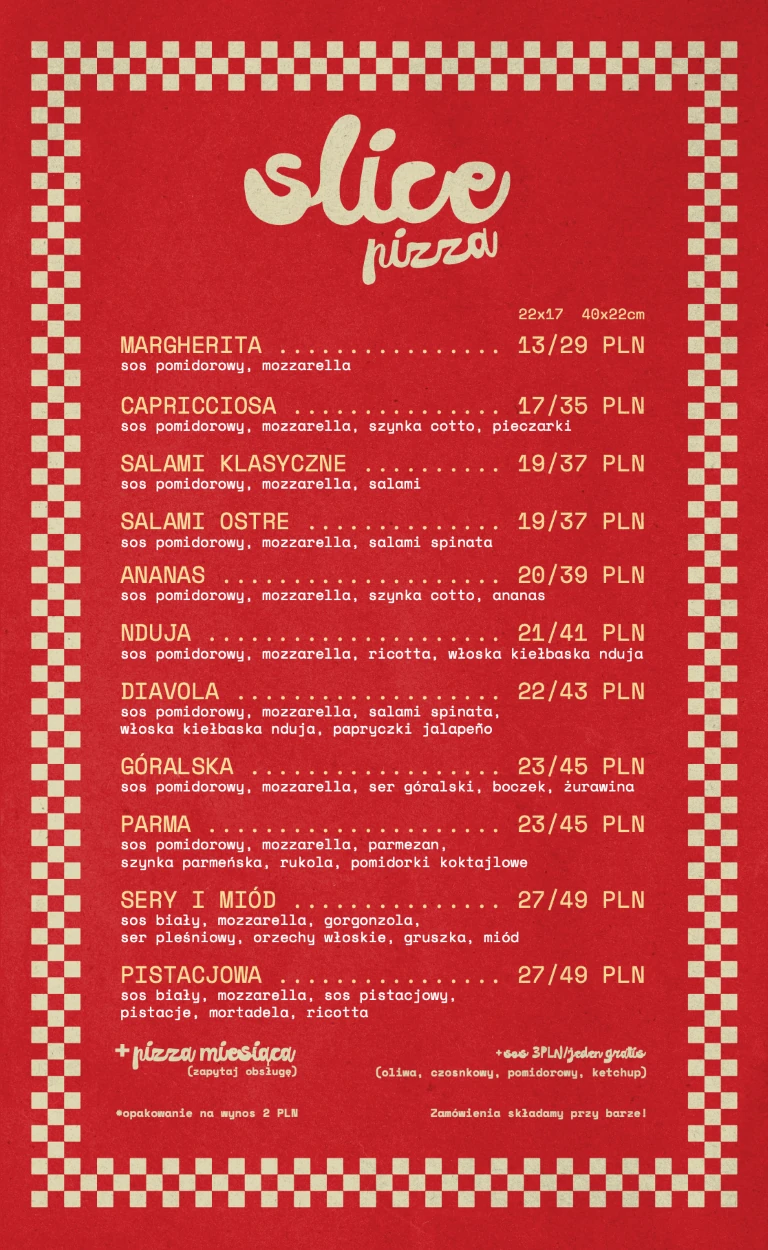 slice
pizza
22x17 40x22cm
MARGHERITA ................ 13/29 PLN
sos pomidorowy, mozzarella
CAPRICCIOSA ............... 17/35 PLN
sos pomidorowy, mozzarella, szynka cotto, pieczarki
SALAMI KLASYCZNE .......... 19/37 PLN
sos pomidorowy, mozzarella, salami
SALAMI OSTRE .............. 19/37 PLN
sos pomidorowy, mozzarella, salami spinata
ANANAS .................... 20/39 PLN
sos pomidorowy, mozzarella, szynka cotto, ananas
NDUJA ..................... 21/41 PLN
sos pomidorowy, mozzarella, ricotta, włoska kiełbaska nduja
DIAVOLA ................... 22/43 PLN
sos pomidorowy, mozzarella, salami spinata,
włoska kiełbaska nduja, papryczki jalapeño
GÓRALSKA .................. 23/45 PLN
sos pomidorowy, mozzarella, ser góralski, boczek, żurawina
PARMA ..................... 23/45 PLN
sos pomidorowy, mozzarella, parmezan,
szynka parmeńska, rukola, pomidorki koktajlowe
SERY I MIÓD ............... 27/49 PLN
sos biały, mozzarella, gorgonzola,
ser pleśniowy, orzechy włoskie, gruszka, miód
PISTACJOWA ................ 27/49 PLN
sos biały, mozzarella, sos pistacjowy,
pistacje, mortadela, ricotta
+pizza miesiąca
(zapytaj obsługę)
+sos 3PLN/jeden gratis
(oliwa, czosnkowy, pomidorowy, ketchup)
*opakowanie na wynos 2 PLN
Zamówienia składamy przy barze!